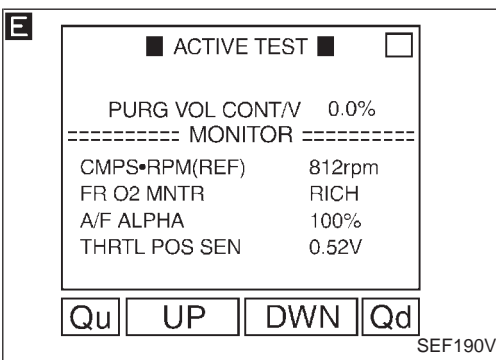 E
■ ACTIVE TEST ■
PURG VOL CONT/V 0.0%
========= MONITOR =========
CMPS•RPM(REF) 812rpm
FR O2 MNTR RICH
A/F ALPHA 100%
THRTL POS SEN 0.52V
Qu UP DWN Qd
SEF190V